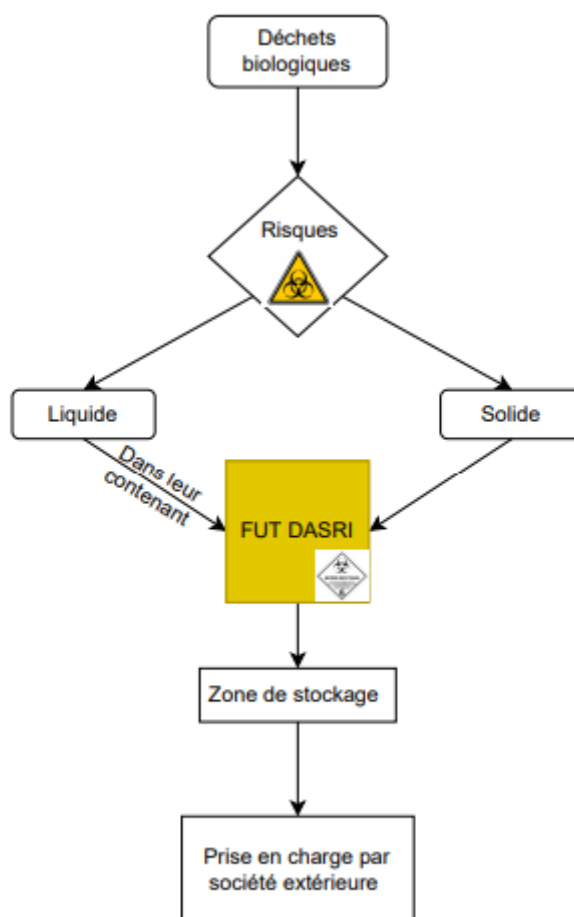 Déchets
biologiques
Risques
Liquide
Solide
Dans leur
contenant
FUT DASRI
Zone de stockage
Prise en charge par
société extérieure